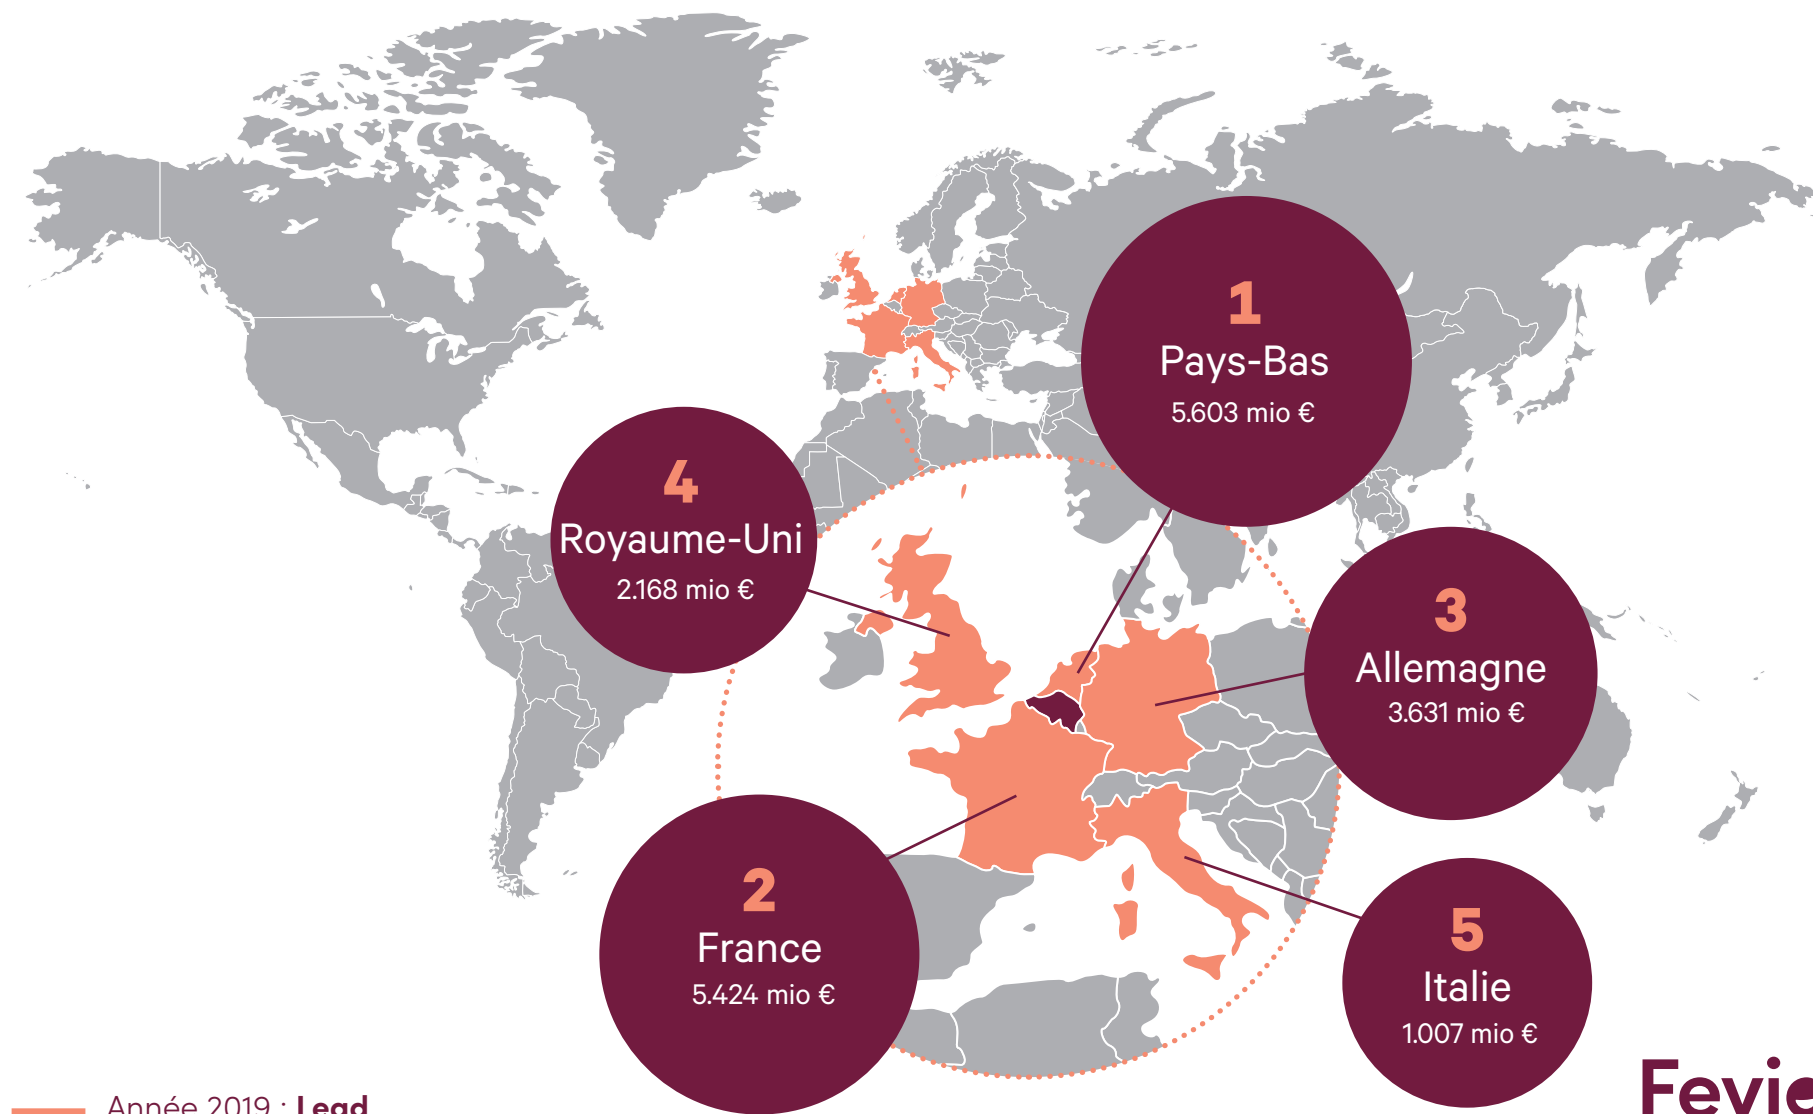 1
Pays-Bas
5.603 mio €
4
Royaume-Uni
2.168 mio €
3
Allemagne
3.631 mio €
2
France
5.424 mio €
5
Italie
1.007 mio €
Année 2019 : Lead